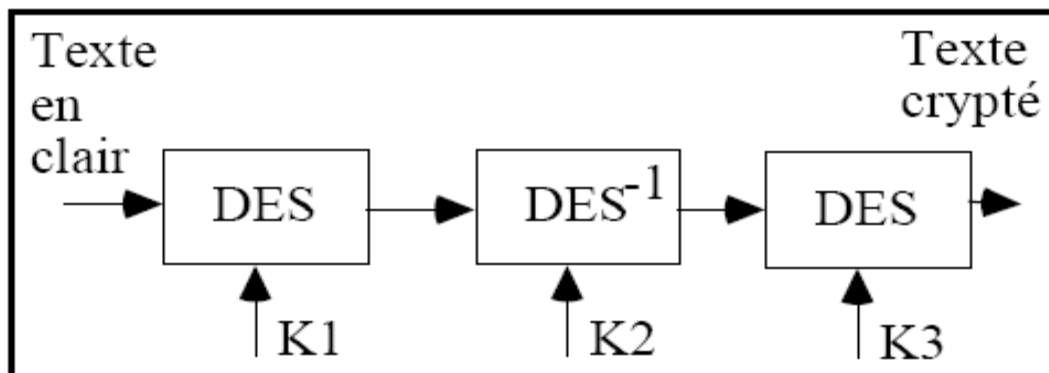 Texte
en
clair
Texte
crypté
DES
DES-1
DES
K1
K2
K3